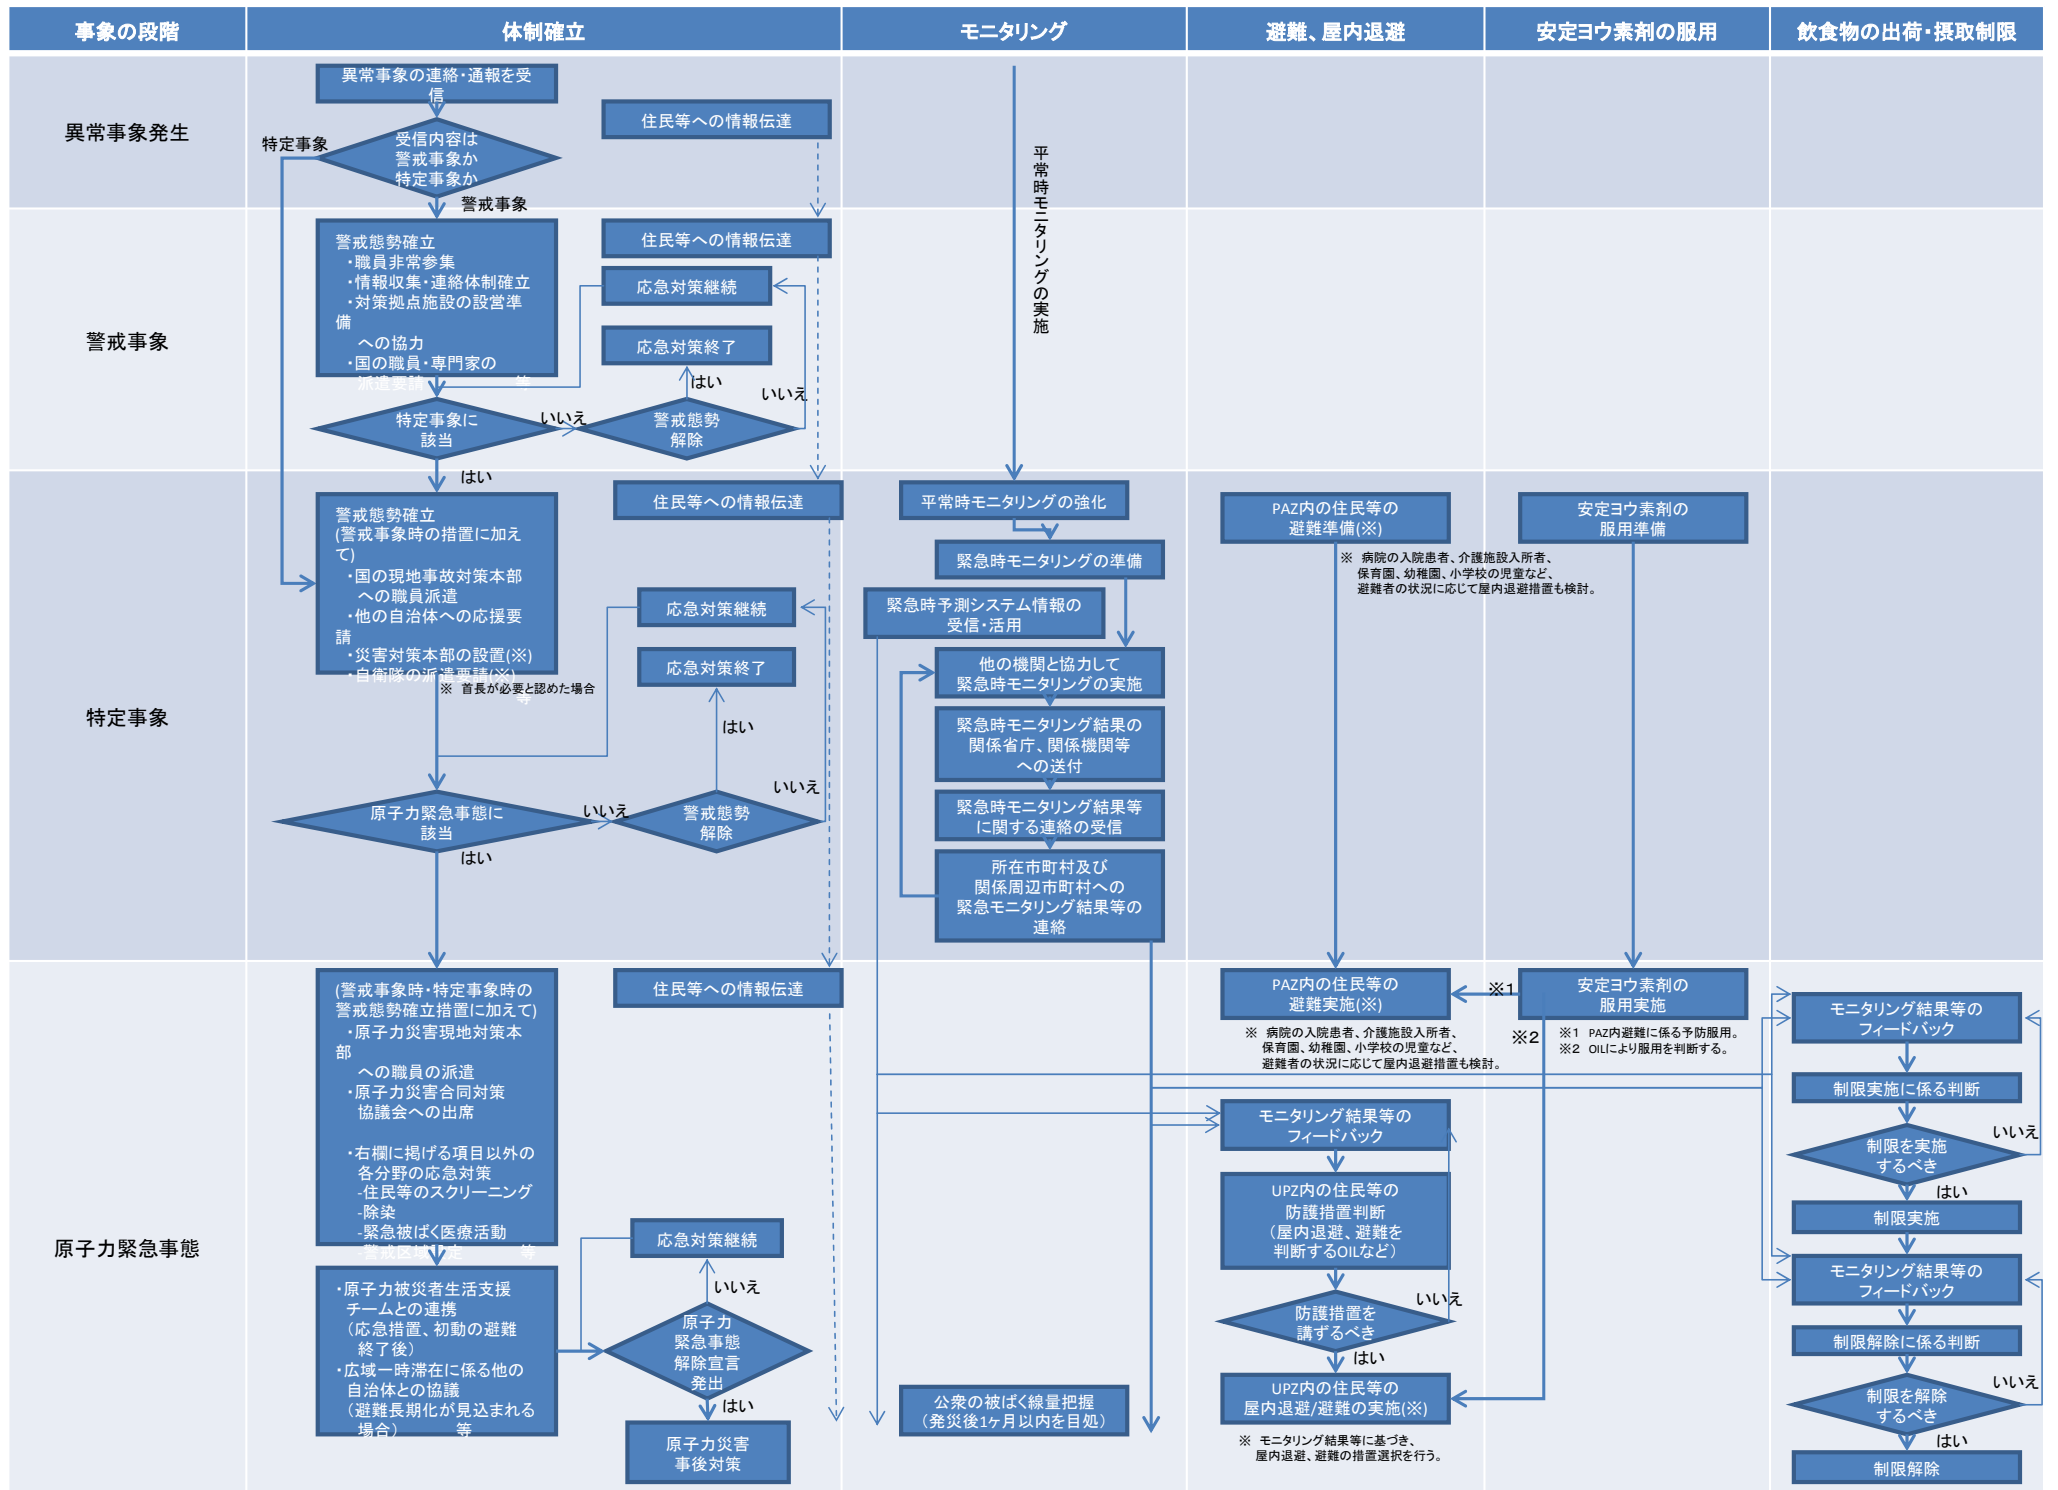 事象の段階
体制確立
モニタリング
避難、屋内退避
安定ヨウ素剤の服用
飲食物の出荷・摂取制限
異常事象発生
異常事象の連絡・通報を受
信
受信内容は
警戒事象か
特定事象か
特定事象
警戒事象
住民等への情報伝達
平常時モニタリングの実施
警戒事象
警戒態勢確立
・職員非常参集
・情報収集・連絡体制確立
・対策拠点施設の設営準
備
への協力
・国の職員・専門家の
派遣要請 等
住民等への情報伝達
応急対策継続
応急対策終了
はい
いいえ
特定事象に
該当
いいえ
警戒態勢
解除
はい
特定事象
警戒態勢確立
(警戒事象時の措置に加え
て)
・国の現地事故対策本部
への職員派遣
・他の自治体への応援要
請
・災害対策本部の設置(※)
・自衛隊の派遣要請(※)
等
※ 首長が必要と認めた場合
住民等への情報伝達
応急対策継続
応急対策終了
はい
いいえ
原子力緊急事態に
該当
いいえ
警戒態勢
解除
はい
平常時モニタリングの強化
緊急時モニタリングの準備
緊急時予測システム情報の
受信・活用
他の機関と協力して
緊急時モニタリングの実施
緊急時モニタリング結果の
関係省庁、関係機関等
への送付
緊急時モニタリング結果等
に関する連絡の受信
所在市町村及び
関係周辺市町村への
緊急モニタリング結果等の
連絡
PAZ内の住民等の
避難準備(※)
※ 病院の入院患者、介護施設入所者、
保育園、幼稚園、小学校の児童など、
避難者の状況に応じて屋内退避措置も検討。
安定ヨウ素剤の
服用準備
原子力緊急事態
(警戒事象時・特定事象時の
警戒態勢確立措置に加えて)
・原子力災害現地対策本
部
への職員の派遣
・原子力災害合同対策
協議会への出席
・右欄に掲げる項目以外の
各分野の応急対策
-住民等のスクリーニング
-除染
-緊急被ばく医療活動
-警戒区域設定 等
・原子力被災者生活支援
チームとの連携
（応急措置、初動の避難
終了後）
・広域一時滞在に係る他の
自治体との協議
（避難長期化が見込まれる
場合） 等
住民等への情報伝達
応急対策継続
いいえ
原子力
緊急事態
解除宣言
発出
はい
原子力災害
事後対策
公衆の被ばく線量把握
（発災後1ヶ月以内を目処）
PAZ内の住民等の
避難実施(※)
※ 病院の入院患者、介護施設入所者、
保育園、幼稚園、小学校の児童など、
避難者の状況に応じて屋内退避措置も検討。
モニタリング結果等の
フィードバック
UPZ内の住民等の
防護措置判断
（屋内退避、避難を
判断するOILなど）
いいえ
防護措置を
講ずるべき
はい
UPZ内の住民等の
屋内退避/避難の実施(※)
※ モニタリング結果等に基づき、
屋内退避、避難の措置選択を行う。
※1
安定ヨウ素剤の
服用実施
※2
※1 PAZ内避難に係る予防服用。
※2 OILにより服用を判断する。
モニタリング結果等の
フィードバック
制限実施に係る判断
いいえ
制限を実施
するべき
はい
制限実施
モニタリング結果等の
フィードバック
制限解除に係る判断
いいえ
制限を解除
するべき
はい
制限解除